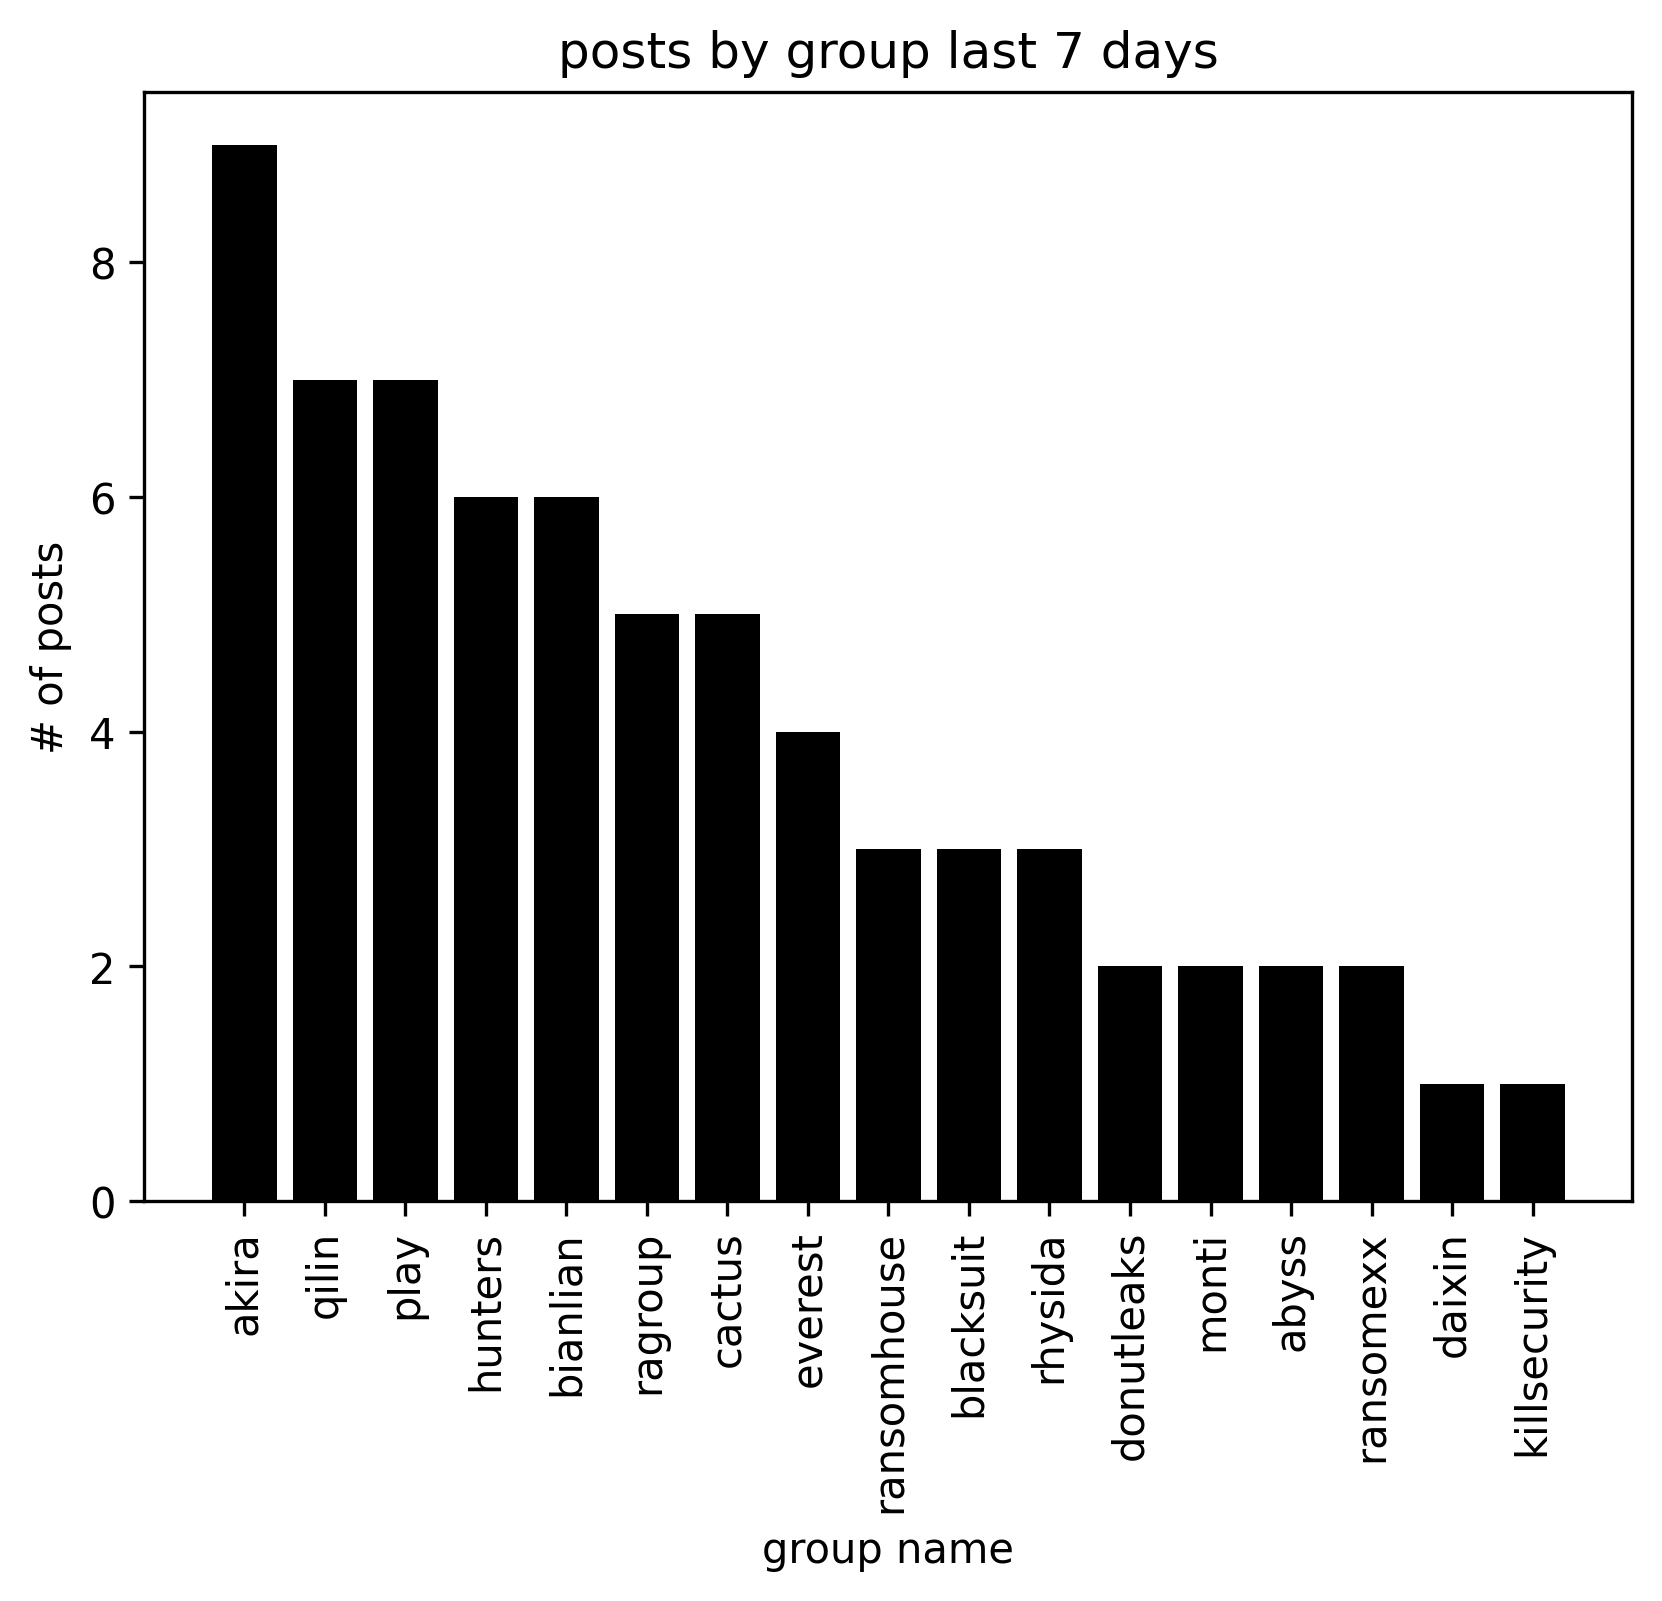 posts by group last 7 days
# of posts
8
6
4
2
0
akira
qilin
play
hunters
bianlian
ragroup
cactus
everest
ransomhouse
blacksuit
rhysida
donutleaks
monti
abyss
ransomexx
daixin
killsecurity
group name